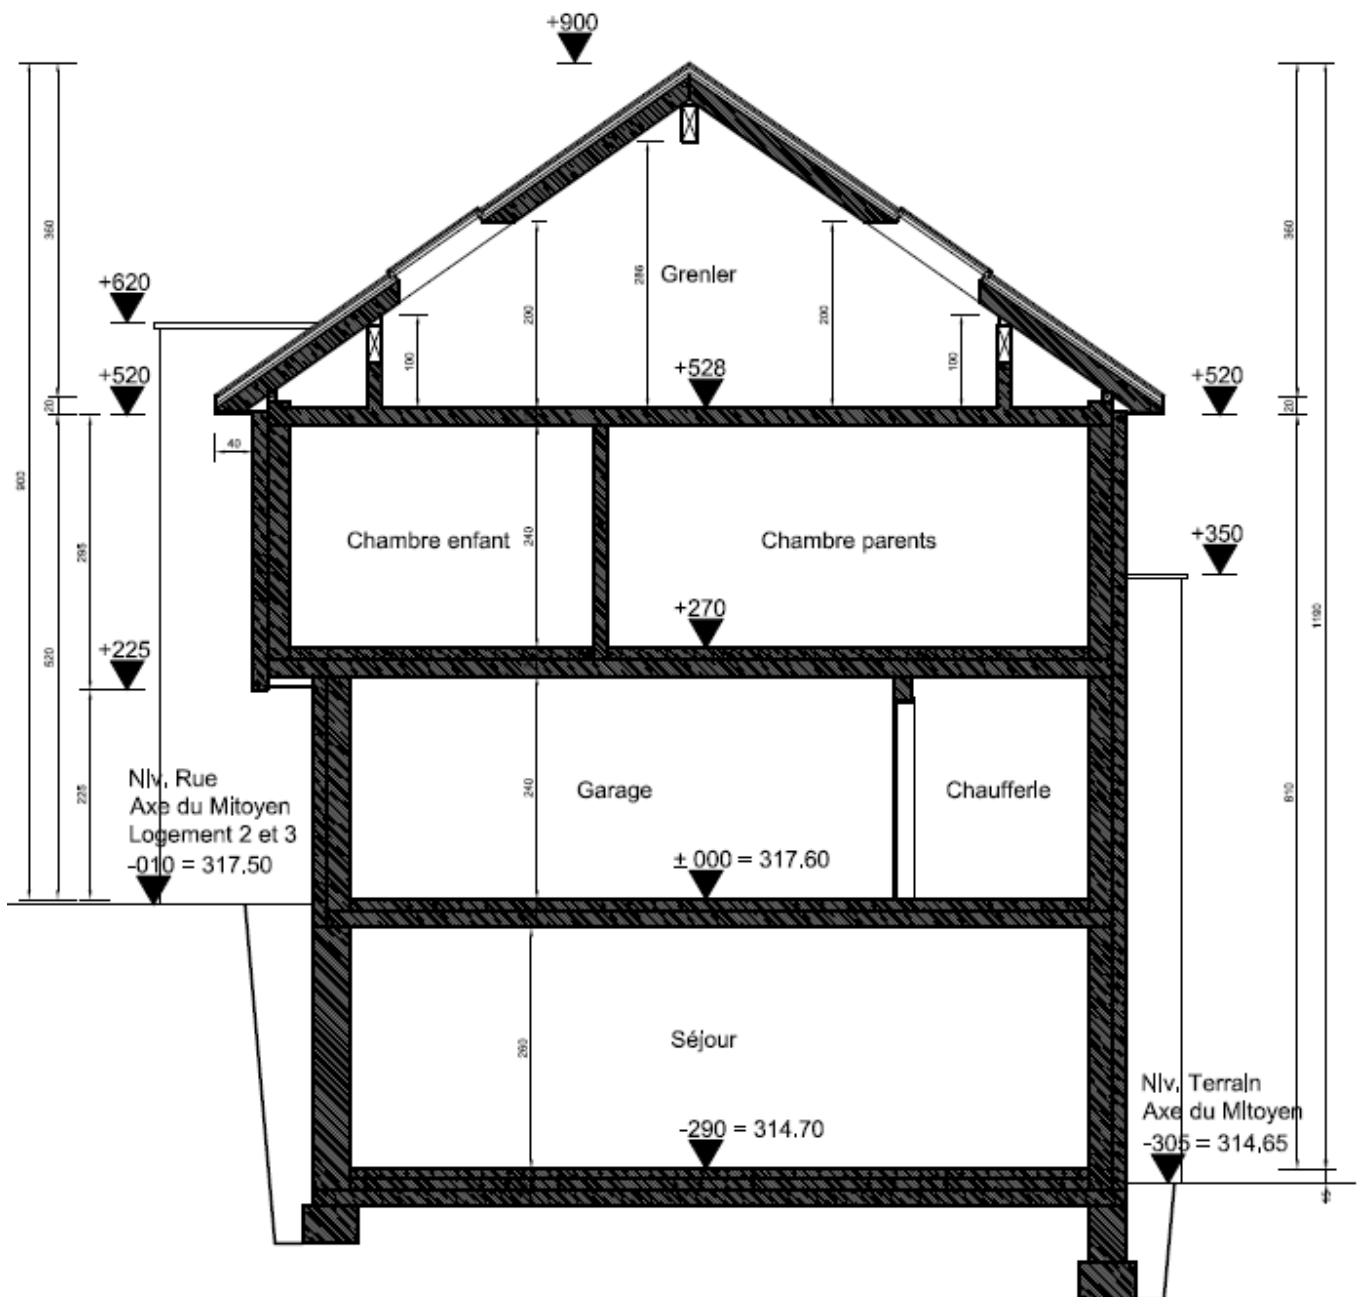 +900
360
360
+620
286
Grenier
200
200
100
100
+520
+528
+520
20
20
40
900
295
Chambre enfant
240
Chambre parents
+350
+270
1190
+225
520
Niv. Rue
Axe du Mitoyen
Logement 2 et 3
-010 = 317.50
225
240
Garage
Chaufferie
810
± 000 = 317.60
260
Séjour
Niv. Terrain
Axe du Mitoyen
-290 = 314.70
-305 = 314.65